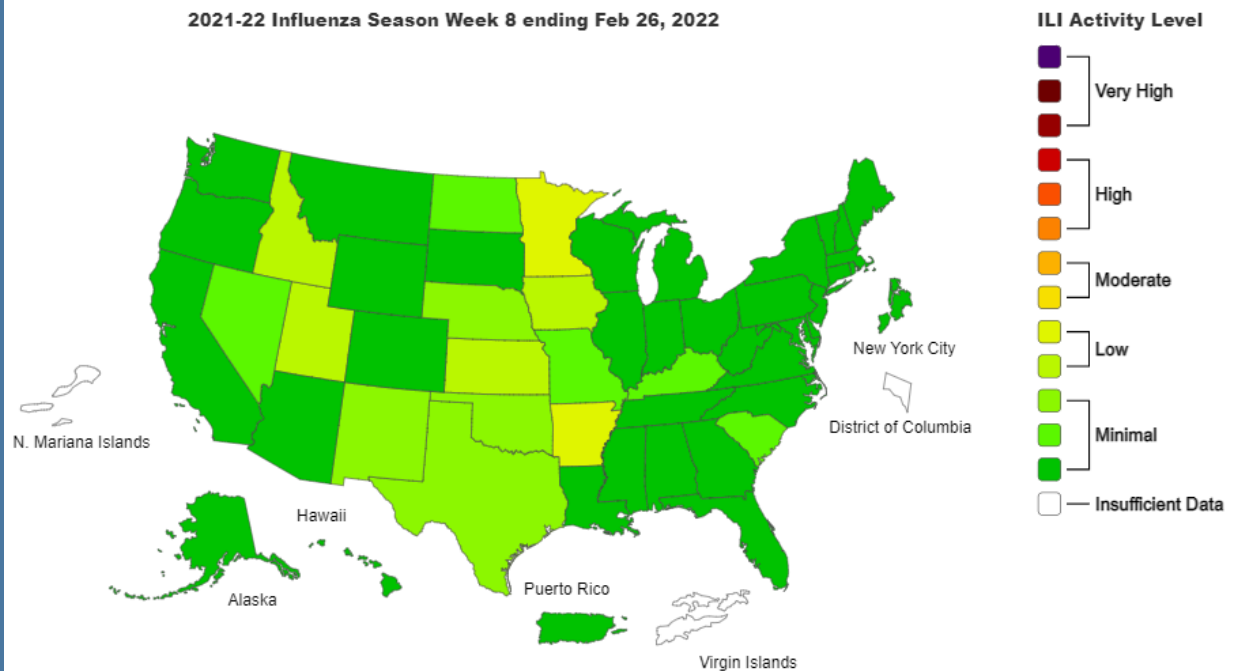 2021-22 Influenza Season Week 8 ending Feb 26, 2022
ILI Activity Level
Very High
High
Moderate
Low
Minimal
Insufficient Data
New York City
District of Columbia
N. Mariana Islands
Hawaii
Alaska
Puerto Rico
Virgin Islands